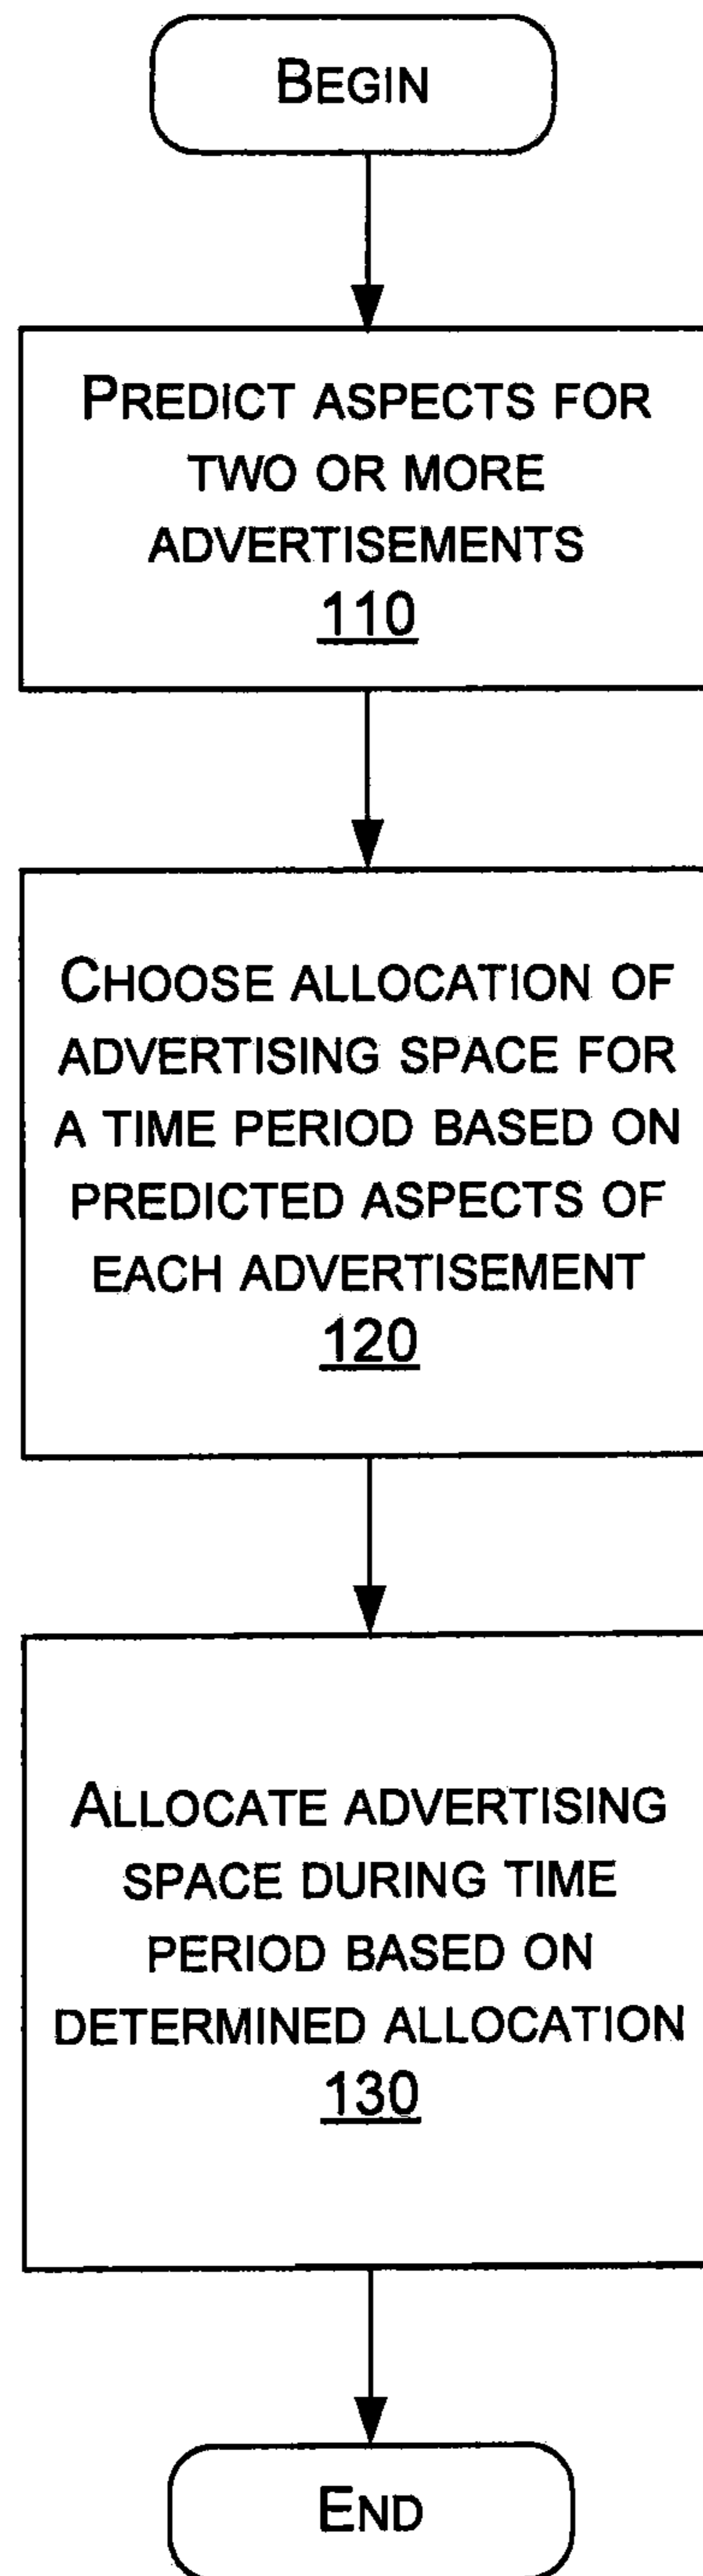 BEGIN
PREDICT ASPECTS FOR
TWO OR MORE
ADVERTISEMENTS
110
CHOOSE ALLOCATION OF
ADVERTISING SPACE FOR
A TIME PERIOD BASED ON
PREDICTED ASPECTS OF
EACH ADVERTISEMENT
120
ALLOCATE ADVERTISING
SPACE DURING TIME
PERIOD BASED ON
DETERMINED ALLOCATION
130
END